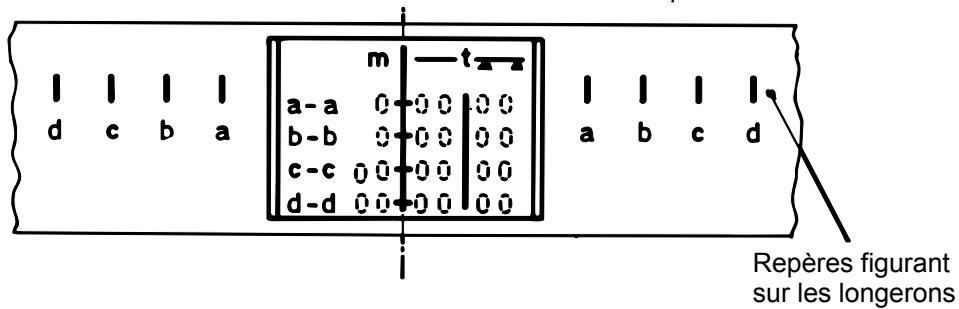 m — t
a-a 0 00 00
b-b 0 00 00
c-c 00 00 00
d-d 00 00 00
d c b a
a b c d
Repères figurant
sur les longerons